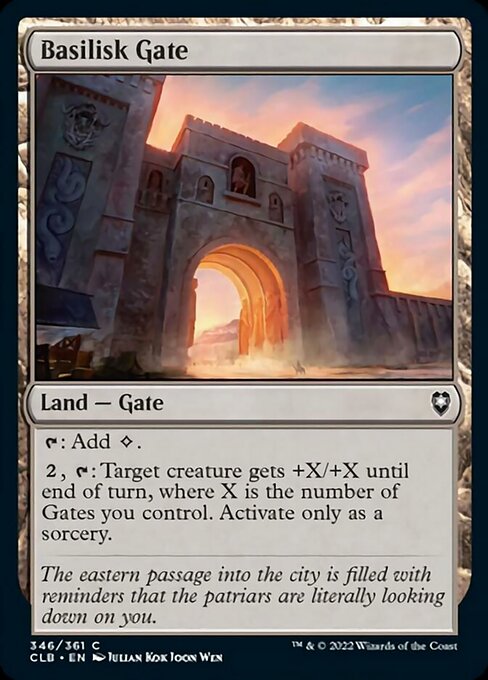 Basilisk Gate
Land — Gate
: Add .
2, : Target creature gets +X/+X until
end of turn, where X is the number of
Gates you control. Activate only as a
sorcery.
The eastern passage into the city is filled with
reminders that the patriars are literally looking
down on you.
346/361 C
CLB • EN Julian Kok Joon Wen
™ & © 2022 Wizards of the Coast